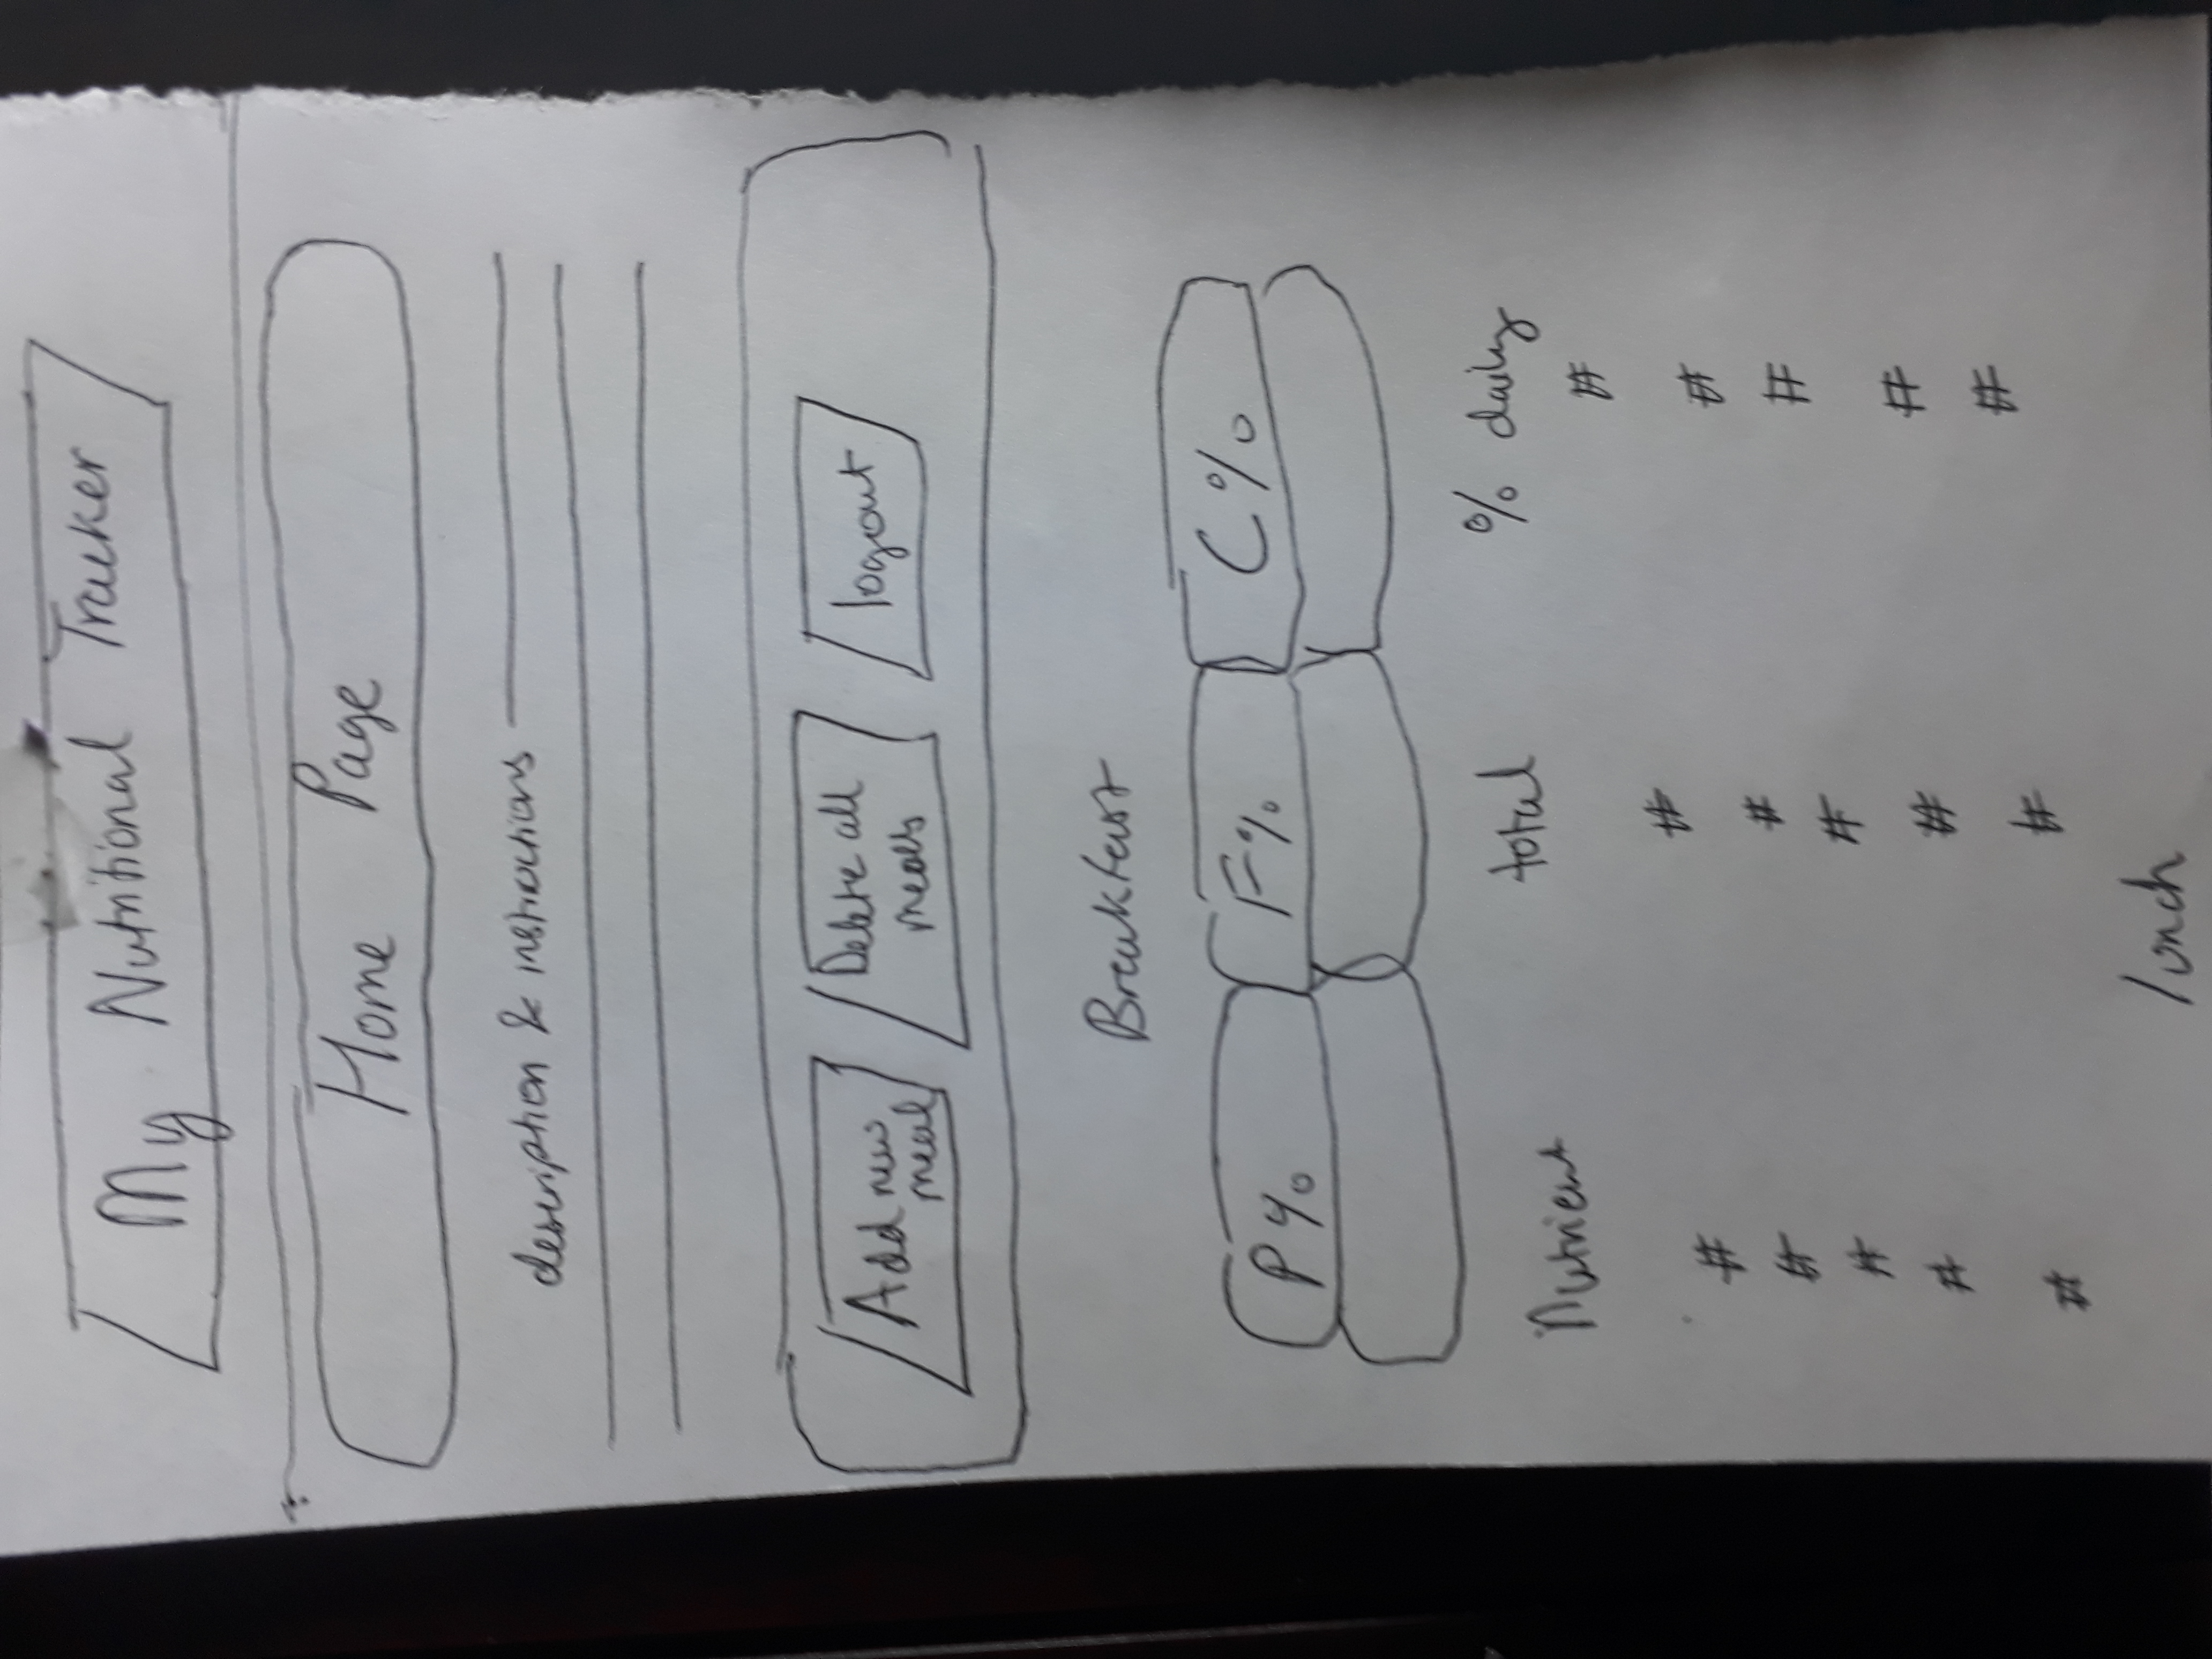 My Nutritional Tracker
Home Page
description & instructions
Add new
meal
Delete all
meals
logout
Breakfast
P% F% C%
Nutrient total % daily
# # #
# # #
# # #
# # #
# # #
lunch